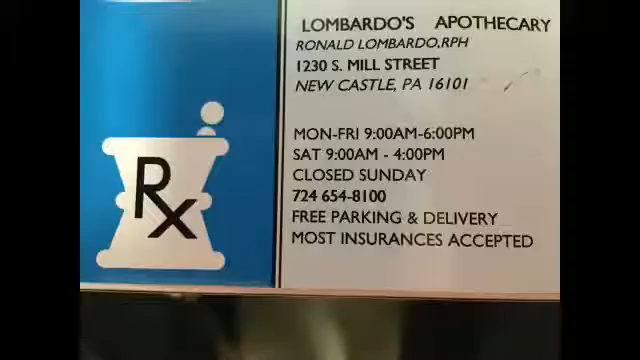 LOMBARDO'S APOTHECARY
RONALD LOMBARDO,RPH
1230 S. MILL STREET
NEW CASTLE, PA 16101
MON-FRI 9:00AM-6:00PM
SAT 9:00AM - 4:00PM
CLOSED SUNDAY
724 654-8100
FREE PARKING & DELIVERY
MOST INSURANCES ACCEPTED
Rx